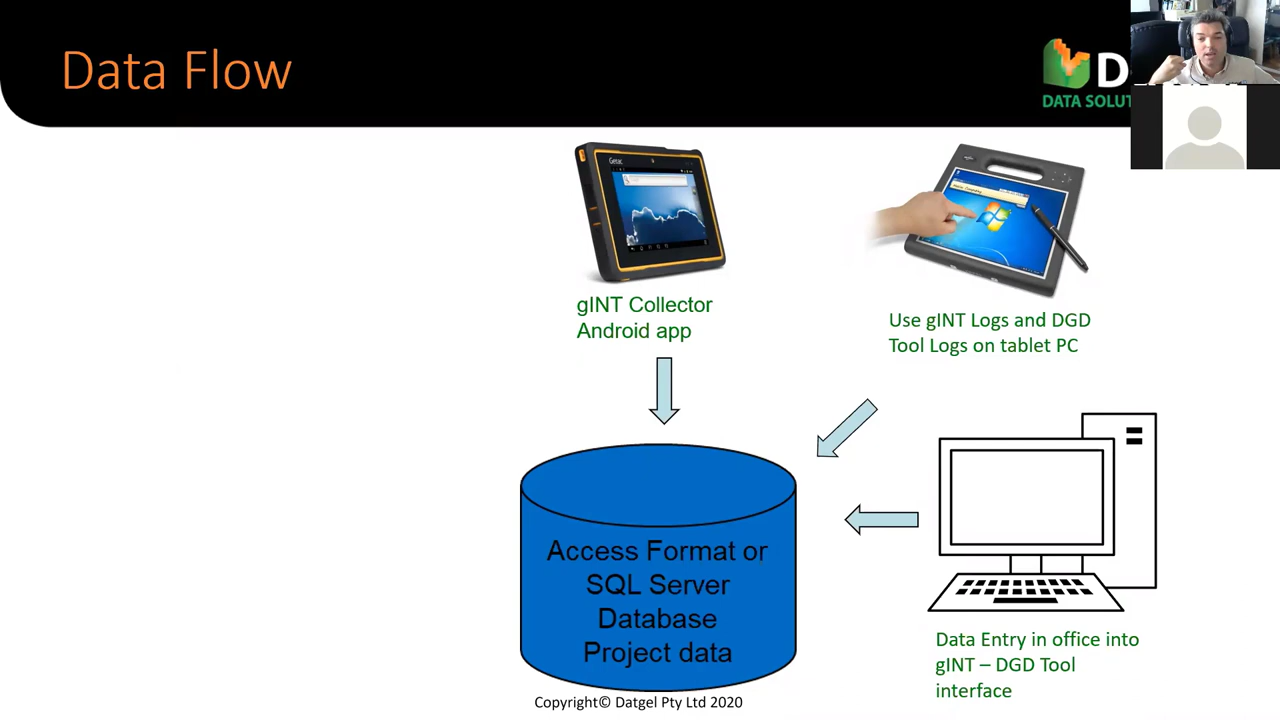 Data Flow
D
DATA SOLUT
Getac
gINT Collector
Android app
Use gINT Logs and DGD
Tool Logs on tablet PC
Access Format or
SQL Server
Database
Project data
Data Entry in office into
gINT – DGD Tool
interface
Copyright© Datgel Pty Ltd 2020